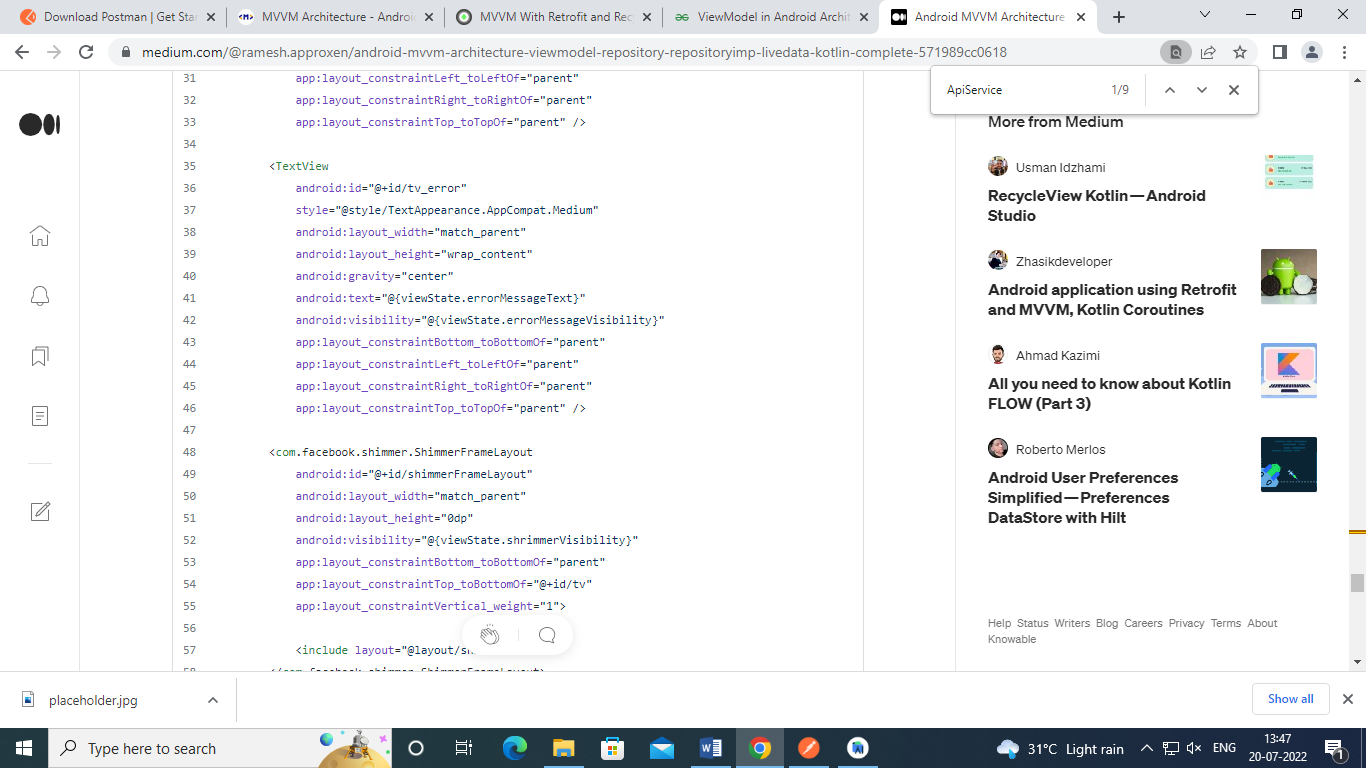 Download Postman | Get Sta
MVVM Architecture - Androi
MVVM With Retrofit and Rec
ViewModel in Android Archit
Android MVVM Architecture
medium.com/@ramesh.approxen/android-mvvm-architecture-viewmodel-repository-repositoryimp-livedata-kotlin-complete-571989cc0618
ApiService 1/9
31 app:layout_constraintLeft_toLeftOf="parent"
32 app:layout_constraintRight_toRightOf="parent"
33 app:layout_constraintTop_toTopOf="parent" />
34
35 <TextView
36 android:id="@+id/tv_error"
37 style="@style/TextAppearance.AppCompat.Medium"
38 android:layout_width="match_parent"
39 android:layout_height="wrap_content"
40 android:gravity="center"
41 android:text="@{viewState.errorMessageText}"
42 android:visibility="@{viewState.errorMessageVisibility}"
43 app:layout_constraintBottom_toBottomOf="parent"
44 app:layout_constraintLeft_toLeftOf="parent"
45 app:layout_constraintRight_toRightOf="parent"
46 app:layout_constraintTop_toTopOf="parent" />
47
48 <com.facebook.shimmer.ShimmerFrameLayout
49 android:id="@+id/shimmerFrameLayout"
50 android:layout_width="match_parent"
51 android:layout_height="0dp"
52 android:visibility="@{viewState.shrimmerVisibility}"
53 app:layout_constraintBottom_toBottomOf="parent"
54 app:layout_constraintTop_toBottomOf="@+id/tv"
55 app:layout_constraintVertical_weight="1">
56
57 <include layout="@layout/sh
58 </com.facebook.shimmer.ShimmerFrameLayout>
More from Medium
Usman Idzhami
RecycleView Kotlin — Android
Studio
Zhasikdeveloper
Android application using Retrofit
and MVVM, Kotlin Coroutines
Ahmad Kazimi
All you need to know about Kotlin
FLOW (Part 3)
Roberto Merlos
Android User Preferences
Simplified — Preferences
DataStore with Hilt
Help Status Writers Blog Careers Privacy Terms About
Knowable
placeholder.jpg
Show all
Type here to search
31°C Light rain
ENG
13:47
20-07-2022
1